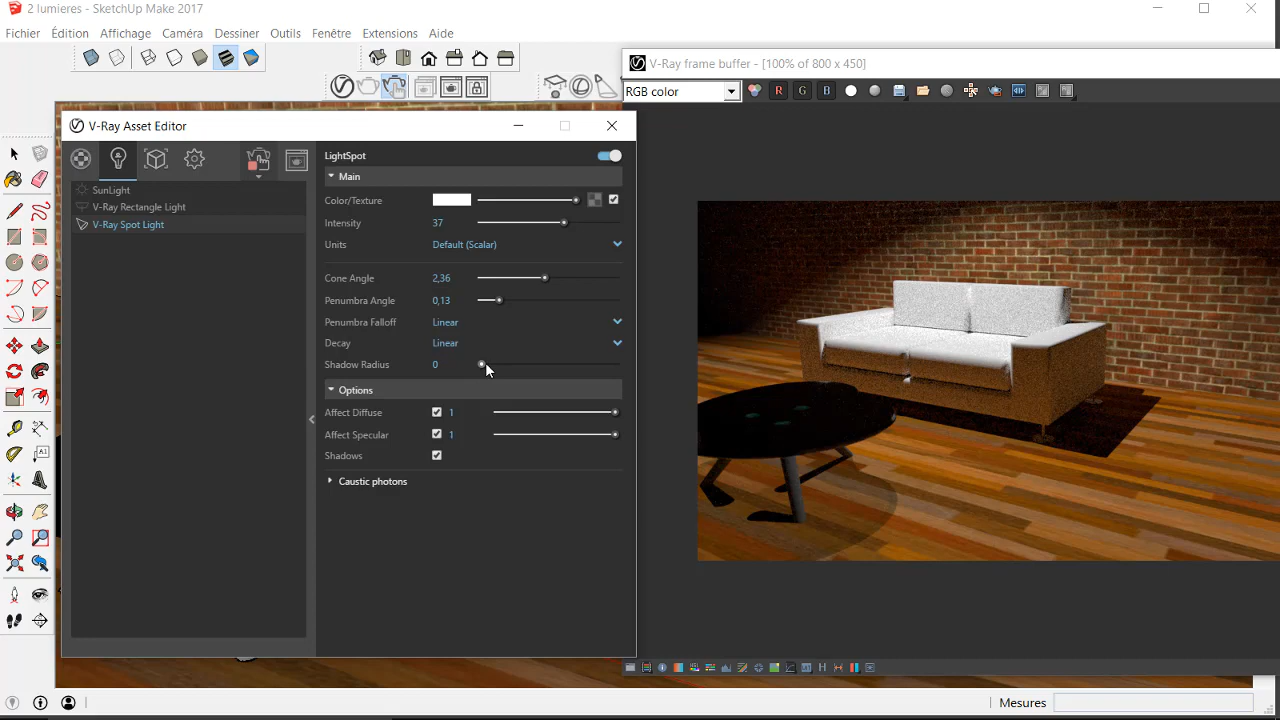 2 lumieres - SketchUp Make 2017
Fichier Édition Affichage Caméra Dessiner Outils Fenêtre Extensions Aide
V-Ray frame buffer - [100% of 800 x 450]
RGB color
R G B
V-Ray Asset Editor
SunLight
V-Ray Rectangle Light
V-Ray Spot Light
LightSpot
Main
Color/Texture
Intensity 37
Units Default (Scalar)
Cone Angle 2,36
Penumbra Angle 0,13
Penumbra Falloff Linear
Decay Linear
Shadow Radius 0
Options
Affect Diffuse 1
Affect Specular 1
Shadows
Caustic photons
A1
H
Mesures